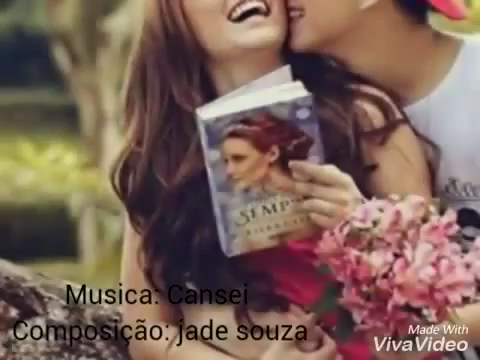 SEMP
Musica: Cansei
Composição: jade souza
Made With
VivaVideo